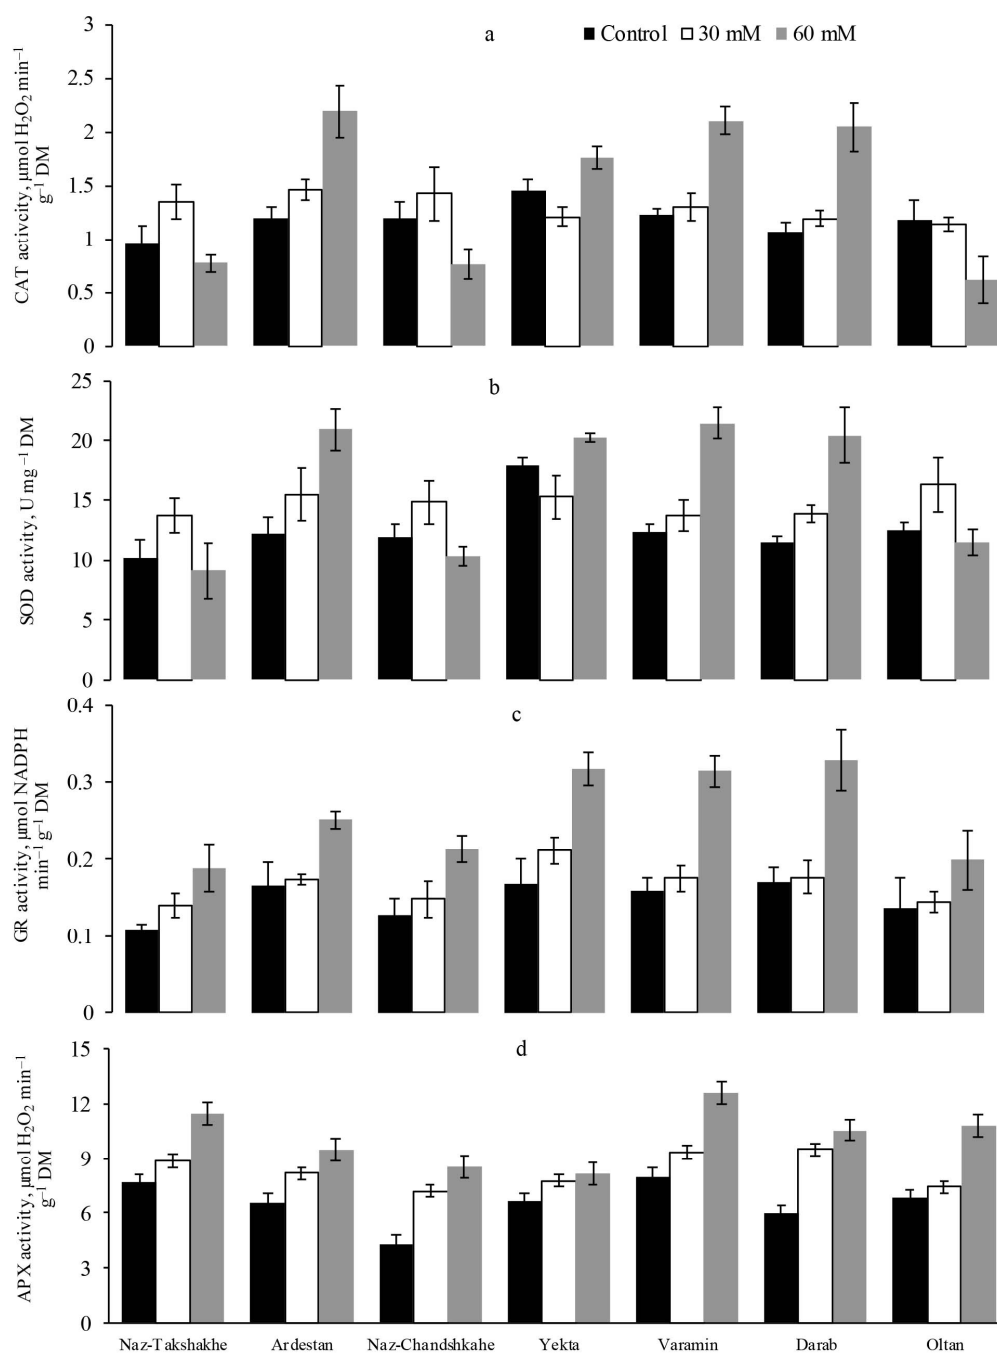 a
■ Control □ 30 mM ■ 60 mM
CAT activcity, µmol H₂O₂ min⁻¹
g⁻¹ DM
3
2.5
2
1.5
1
0.5
0
b
SOD activity, U mg⁻¹ DM
25
20
15
10
5
0
c
GR activity, µmol NADPH
min⁻¹ g⁻¹ DM
0.4
0.3
0.2
0.1
0
d
APX activity, µmol H₂O₂ min⁻¹
g⁻¹ DM
15
12
9
6
3
0
Naz-Takshakhe Ardestan Naz-Chandshkahe Yekta Varamin Darab Oltan